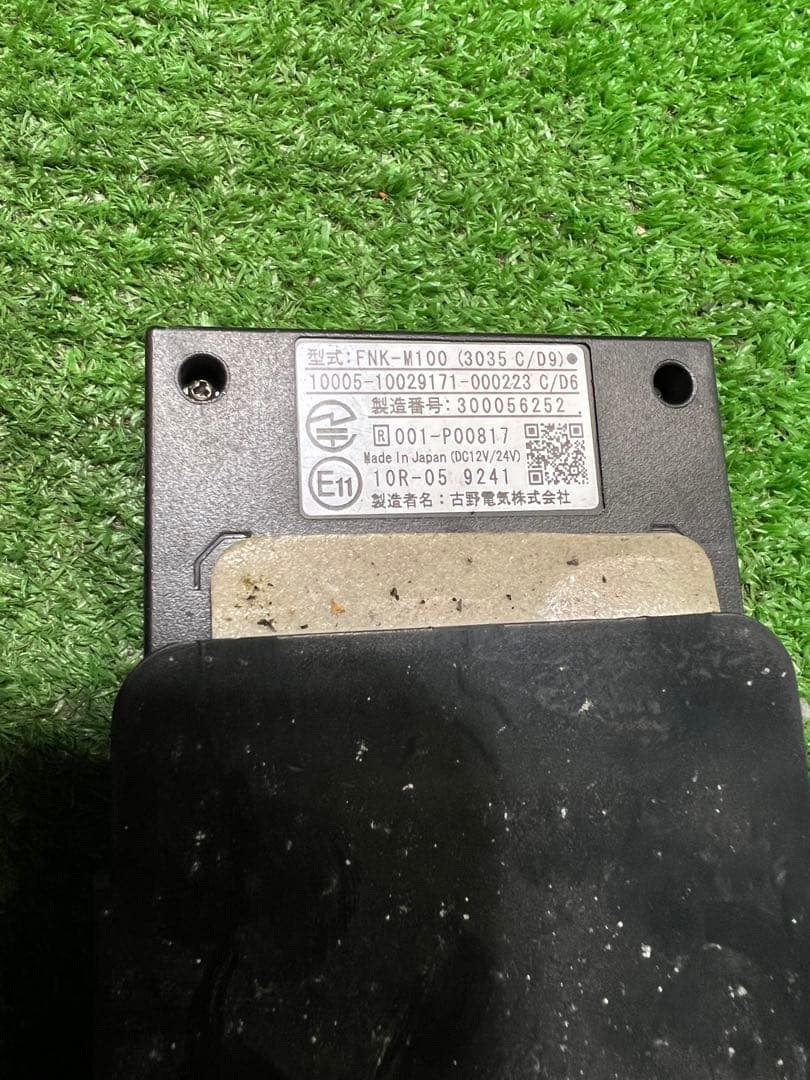 型式:FNK-M100 (3035 C/D9)●
10005-10029171-000223 C/D6
製造番号:300056252
R 001-P00817
Made In Japan (DC12V/24V)
E11
10R-05 9241
製造者名:古野電気株式会社